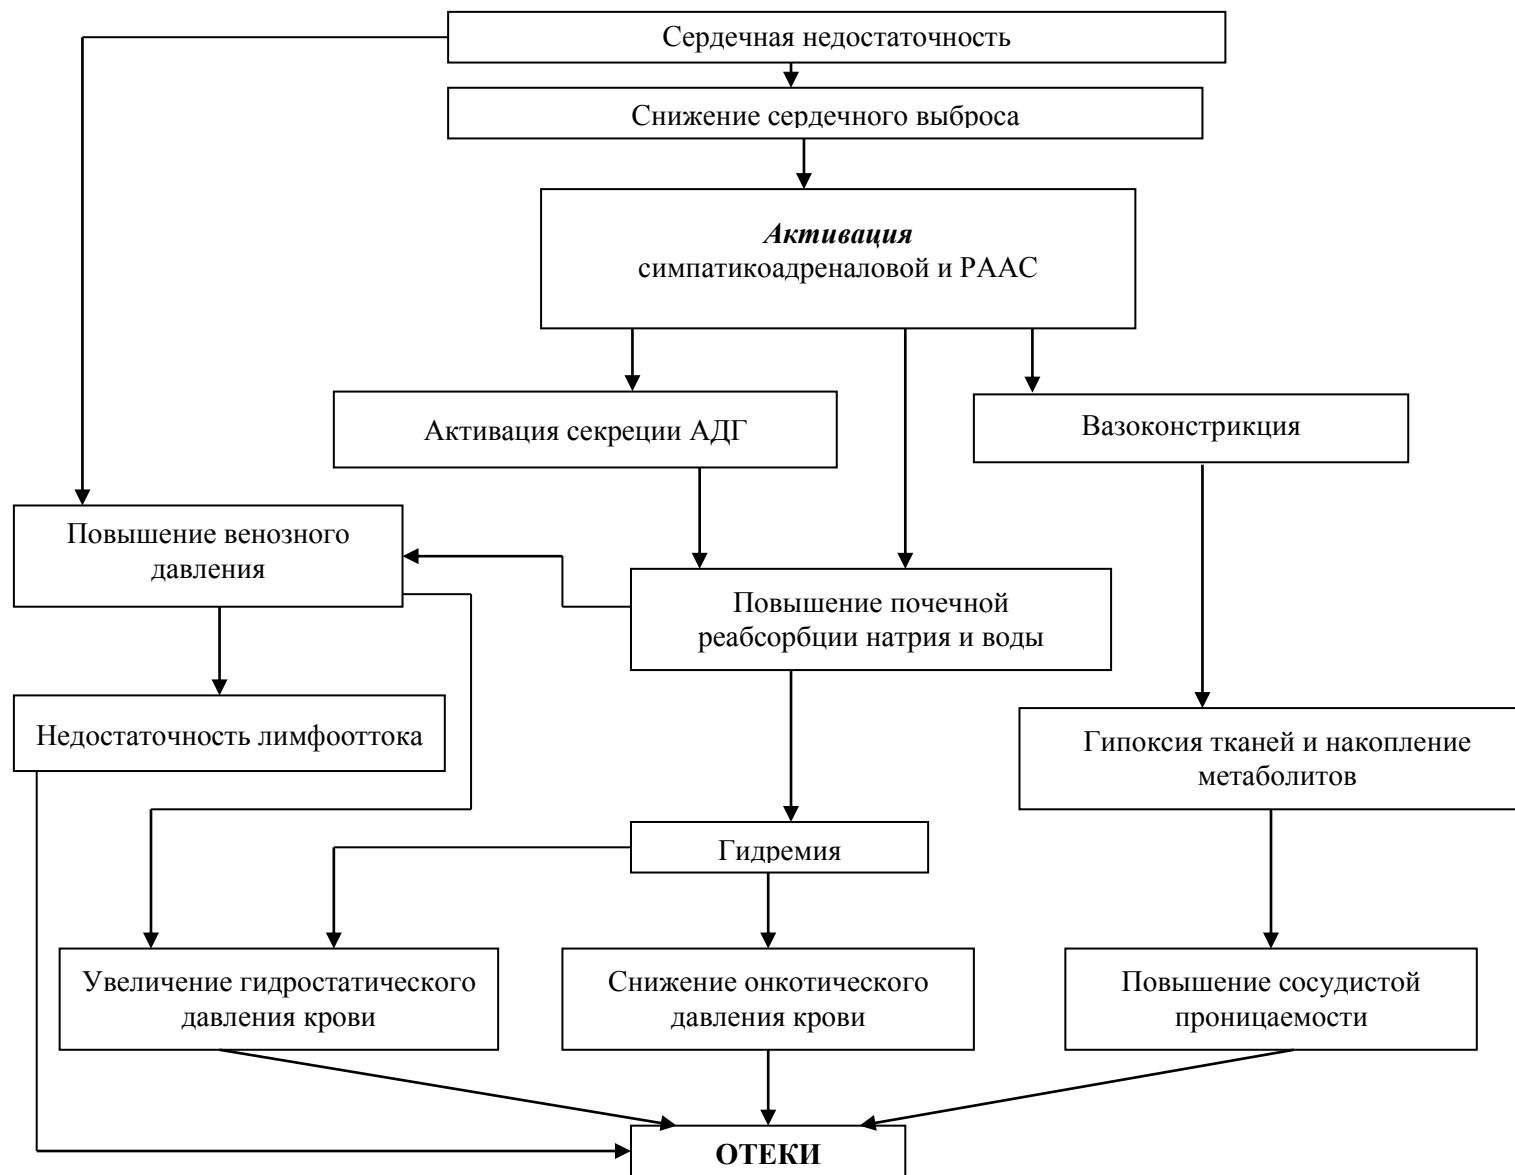 Сердечная недостаточность
Снижение сердечного выброса
Активация
симпатикоадреналовой и РААС
Активация секреции АДГ
Вазоконстрикция
Повышение венозного
давления
Повышение почечной
реабсорбции натрия и воды
Недостаточность лимфооттока
Гипоксия тканей и накопление
метаболитов
Гидремия
Увеличение гидростатического
давления крови
Снижение онкотического
давления крови
Повышение сосудистой
проницаемости
ОТЕКИ